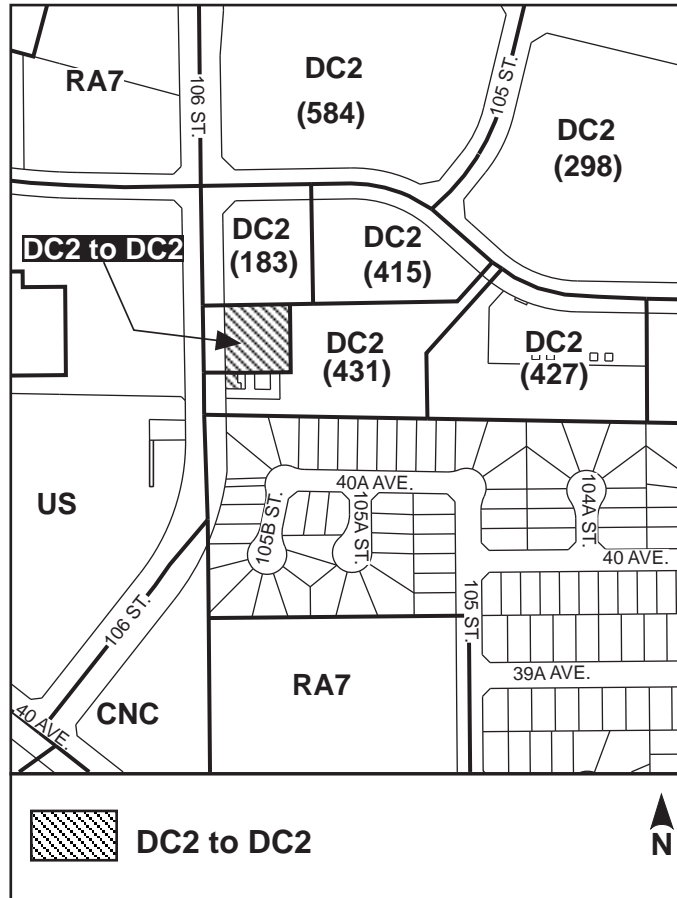 RA7
106 ST.
DC2
(584)
105 ST.
DC2
(298)
DC2 to DC2
DC2
(183)
DC2
(415)
DC2
(431)
DC2
(427)
US
40A AVE.
105B ST.
105A ST.
104A ST.
40 AVE.
106 ST.
105 ST.
39A AVE.
RA7
CNC
40 AVE.
DC2 to DC2
N